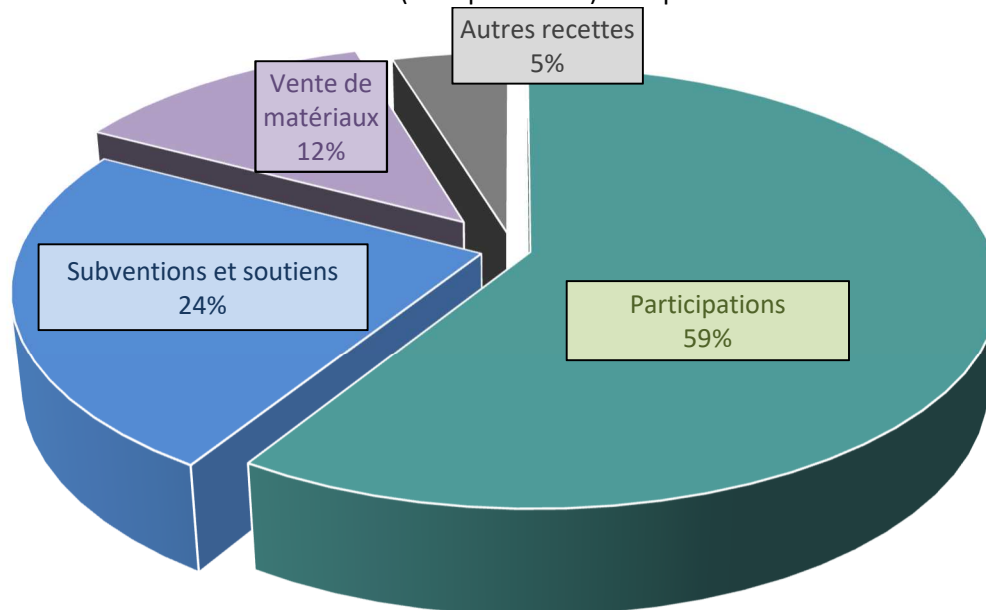 Autres recettes
5%
Vente de
matériaux
12%
Subventions et soutiens
24%
Participations
59%